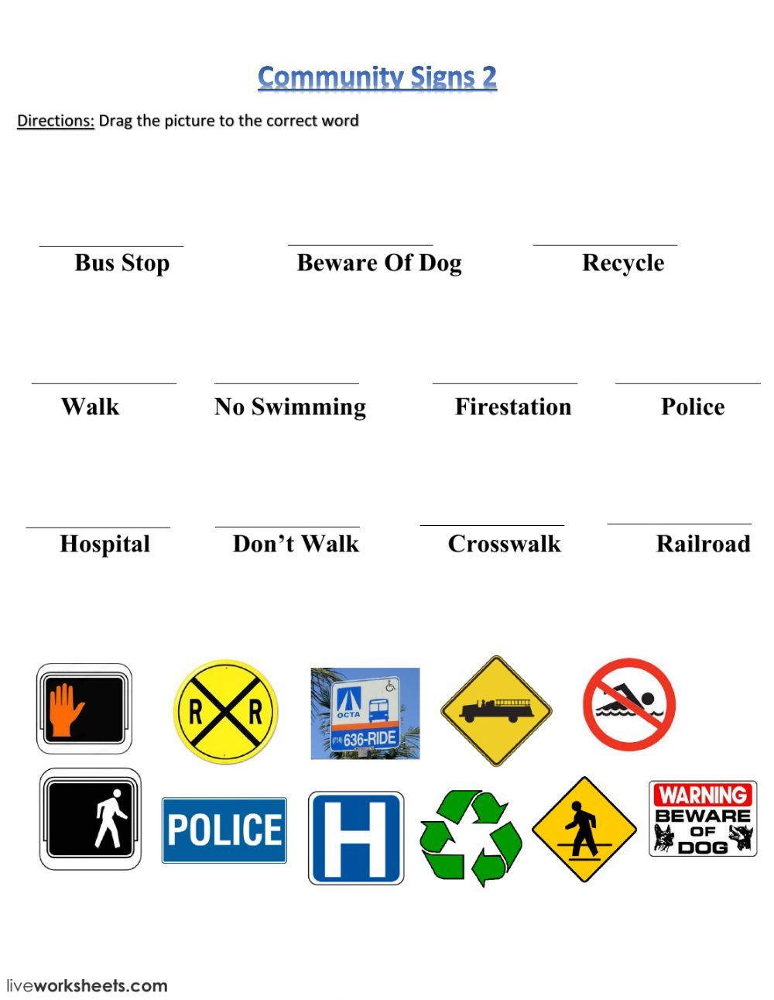 Community Signs 2
Directions: Drag the picture to the correct word
Bus Stop
Beware Of Dog
Recycle
Walk
No Swimming
Firestation
Police
Hospital
Don’t Walk
Crosswalk
Railroad
R R
OCTA
(714) 636-RIDE
POLICE
H
WARNING
BEWARE
OF
DOG
liveworksheets.com